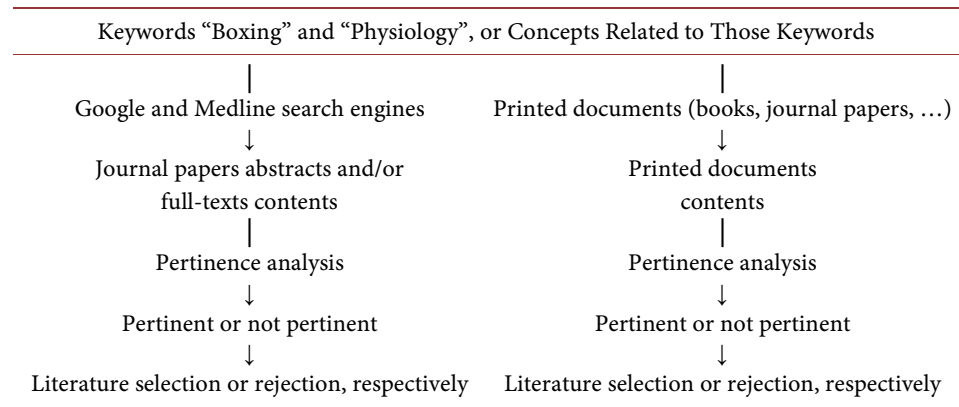 Keywords “Boxing” and “Physiology”, or Concepts Related to Those Keywords
Google and Medline search engines
↓
Journal papers abstracts and/or
full-texts contents
Pertinence analysis
↓
Pertinent or not pertinent
↓
Literature selection or rejection, respectively
Printed documents (books, journal papers, …)
↓
Printed documents
contents
Pertinence analysis
↓
Pertinent or not pertinent
↓
Literature selection or rejection, respectively